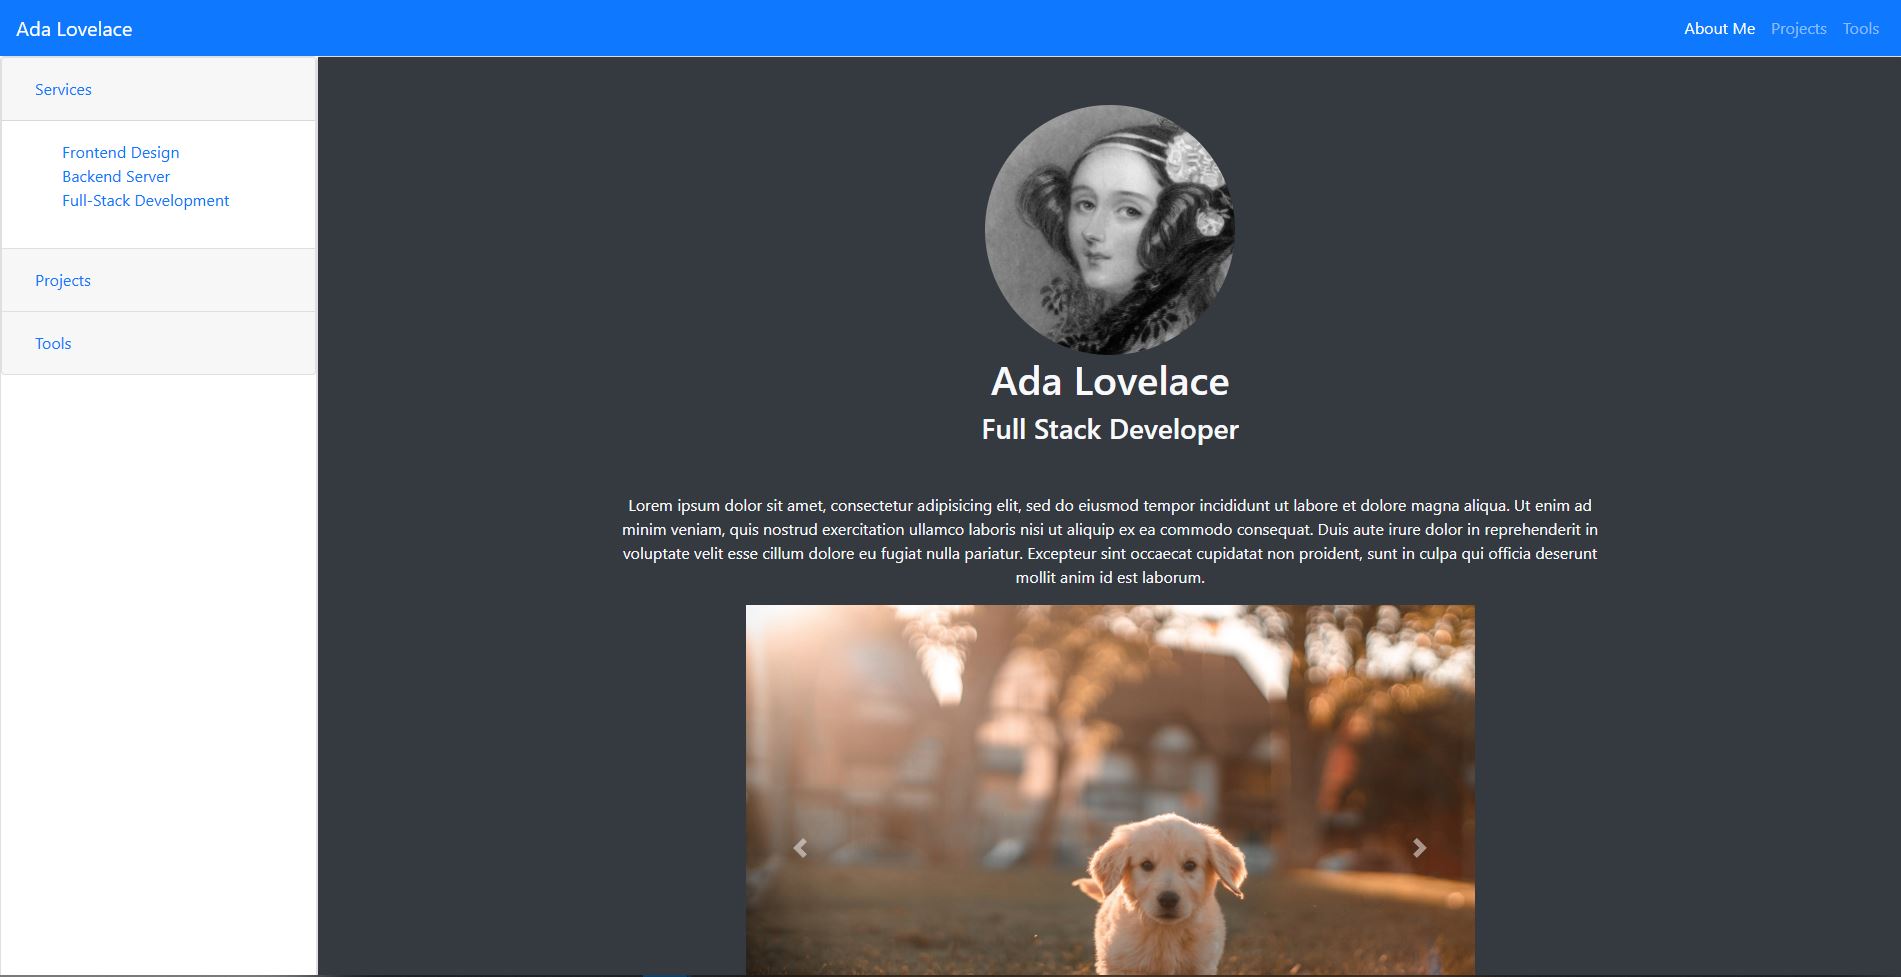 Ada Lovelace
About Me Projects Tools
Services
Frontend Design
Backend Server
Full-Stack Development
Projects
Tools
Ada Lovelace
Full Stack Developer
Lorem ipsum dolor sit amet, consectetur adipisicing elit, sed do eiusmod tempor incididunt ut labore et dolore magna aliqua. Ut enim ad
minim veniam, quis nostrud exercitation ullamco laboris nisi ut aliquip ex ea commodo consequat. Duis aute irure dolor in reprehenderit in
voluptate velit esse cillum dolore eu fugiat nulla pariatur. Excepteur sint occaecat cupidatat non proident, sunt in culpa qui officia deserunt
mollit anim id est laborum.